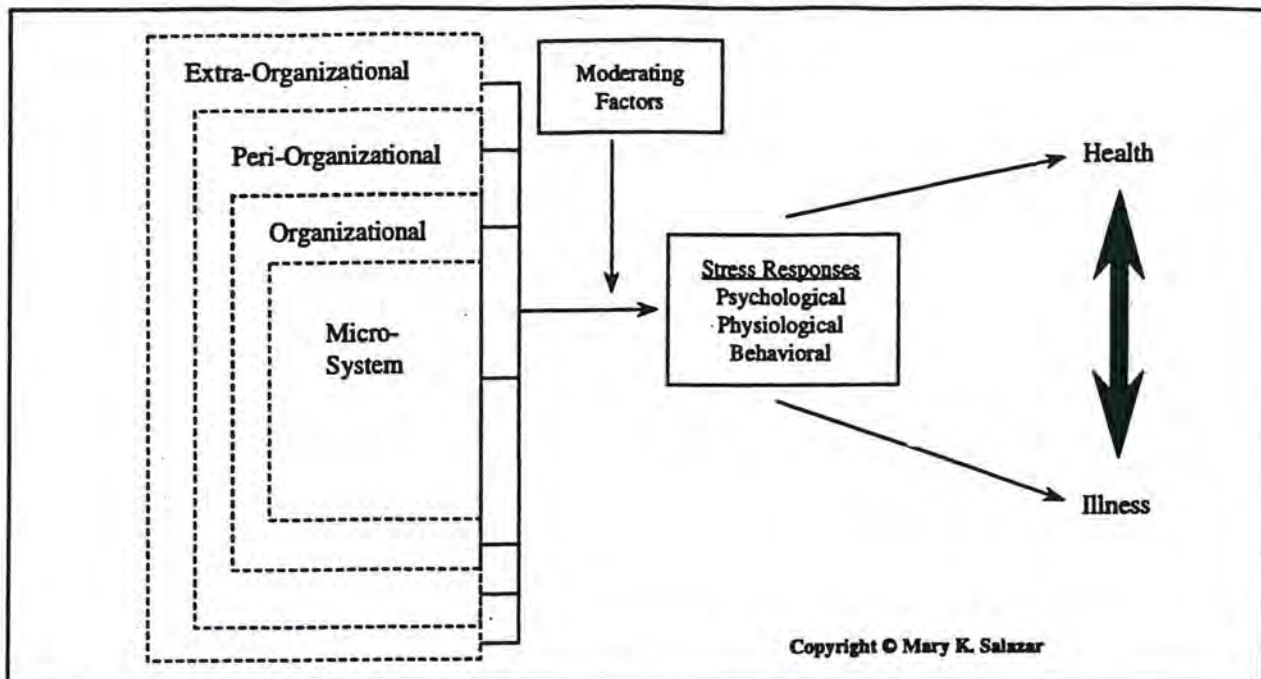 Extra-Organizational
Peri-Organizational
Organizational
Micro-
System
Moderating
Factors
Stress Responses
Psychological
Physiological
Behavioral
Health
Illness
Copyright © Mary K. Salazar